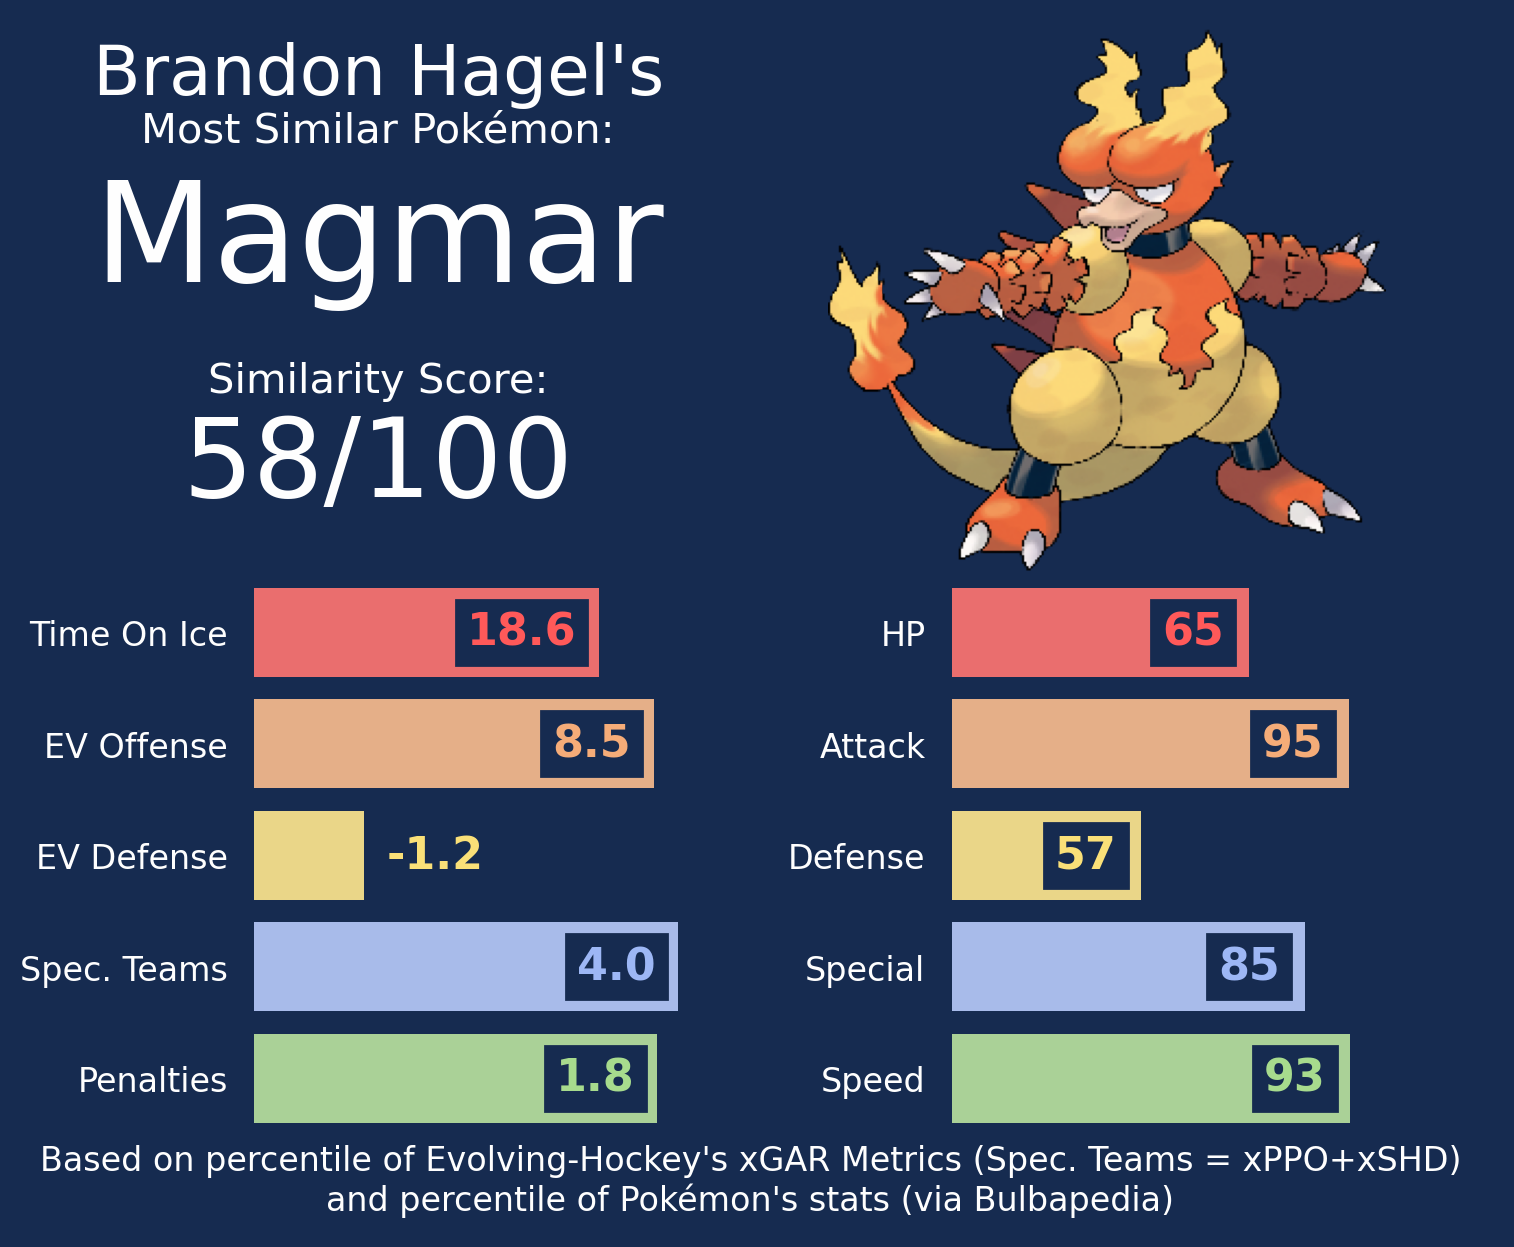 Brandon Hagel's
Most Similar Pokémon:
Magmar
Similarity Score:
58/100
Time On Ice 18.6
HP 65
EV Offense 8.5
Attack 95
EV Defense -1.2
Defense 57
Spec. Teams 4.0
Special 85
Penalties 1.8
Speed 93
Based on percentile of Evolving-Hockey's xGAR Metrics (Spec. Teams = xPPO+xSHD)
and percentile of Pokémon's stats (via Bulbapedia)